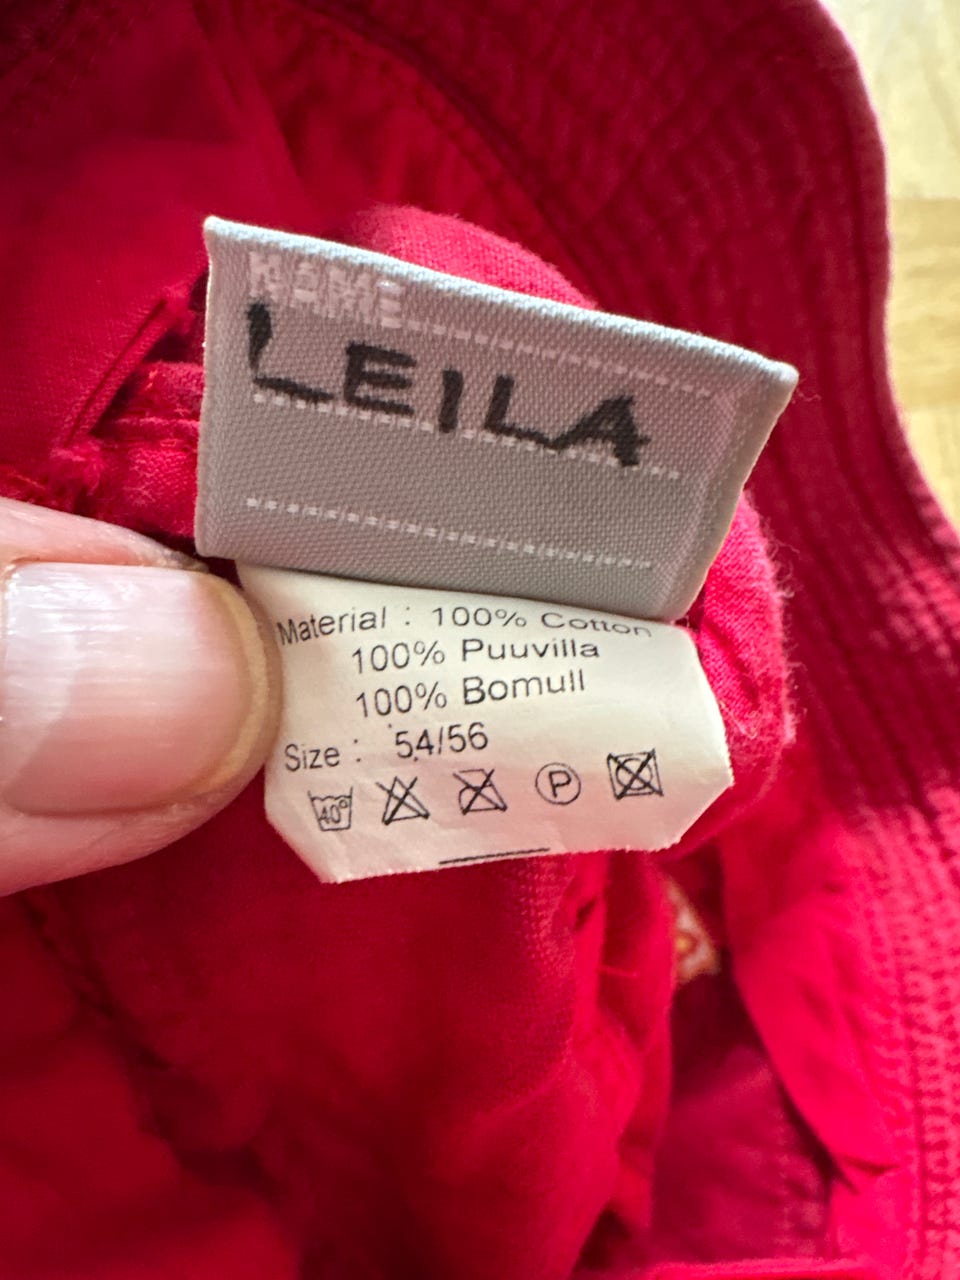 NAME
LEILA
Material : 100% Cotton
100% Puuvilla
100% Bomull
Size : 54/56
40°
P